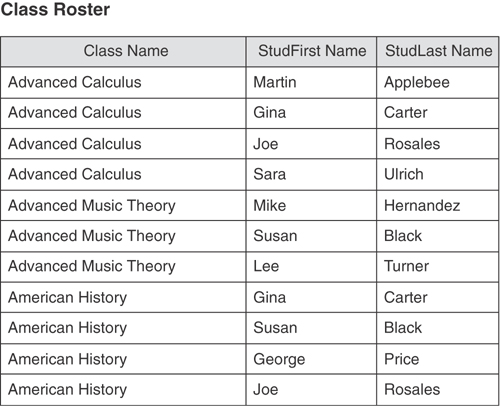 Class Roster
Class Name StudFirst Name StudLast Name
Advanced Calculus Martin Applebee
Advanced Calculus Gina Carter
Advanced Calculus Joe Rosales
Advanced Calculus Sara Ulrich
Advanced Music Theory Mike Hernandez
Advanced Music Theory Susan Black
Advanced Music Theory Lee Turner
American History Gina Carter
American History Susan Black
American History George Price
American History Joe Rosales